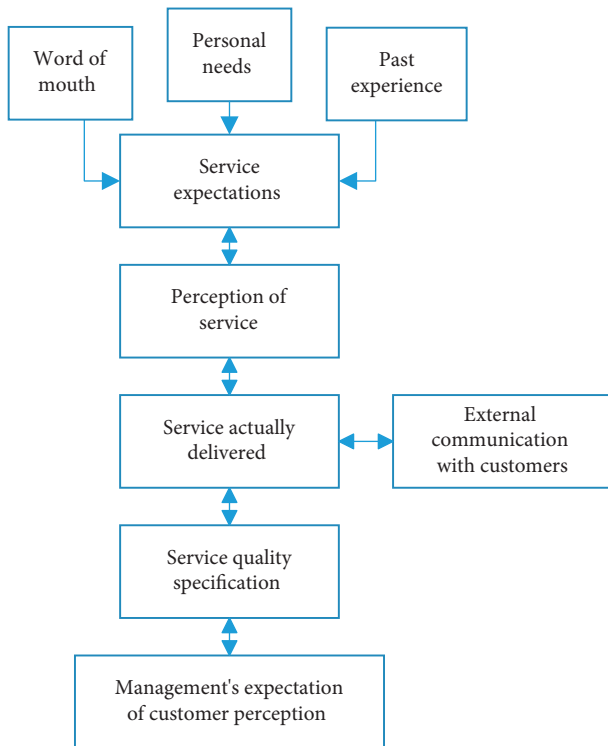 Word of
mouth
Personal
needs
Past
experience
Service
expectations
Perception of
service
Service actually
delivered
External
communication
with customers
Service quality
specification
Management's expectation
of customer perception